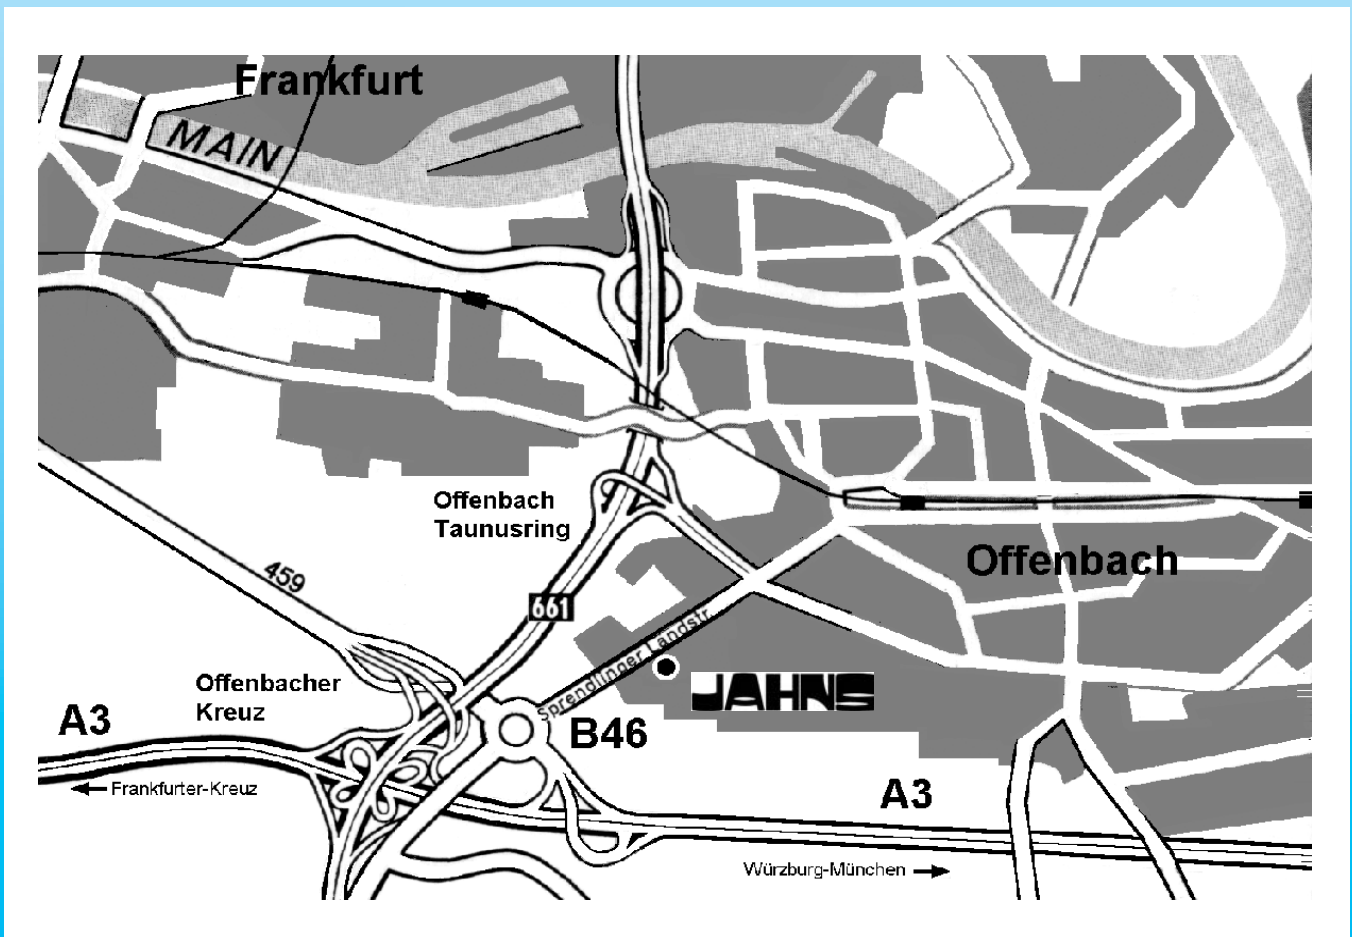 Frankfurt
MAIN
Offenbach
Taunusring
Offenbach
459
661
Sprendlinger Landstr.
Offenbacher
Kreuz
JAHNS
A3
B46
Frankfurter-Kreuz
A3
Würzburg-München